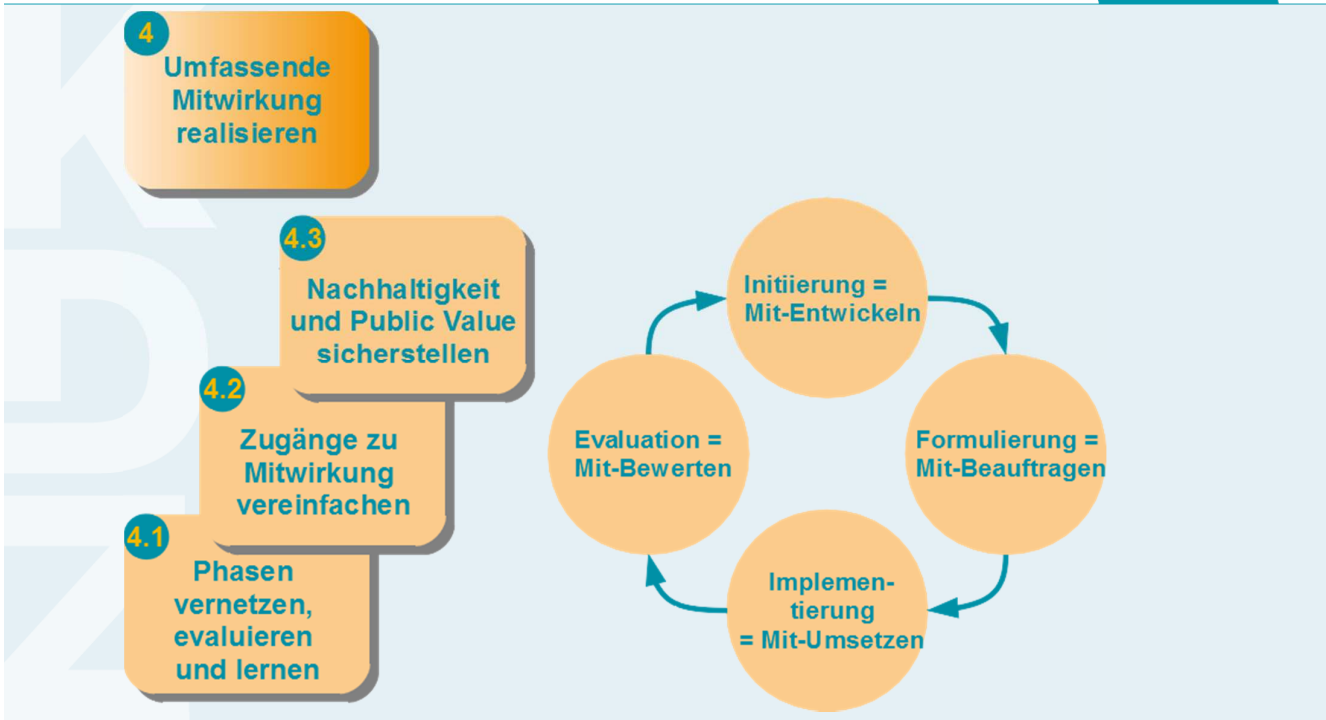 4
Umfassende
Mitwirkung
realisieren
4.3
Nachhaltigkeit
und Public Value
sicherstellen
4.2
Zugänge zu
Mitwirkung
vereinfachen
4.1
Phasen
vernetzen,
evaluieren
und lernen
Initiierung =
Mit-Entwickeln
Formulierung =
Mit-Beauftragen
Implemen-
tierung
= Mit-Umsetzen
Evaluation =
Mit-Bewerten
K
D
Z